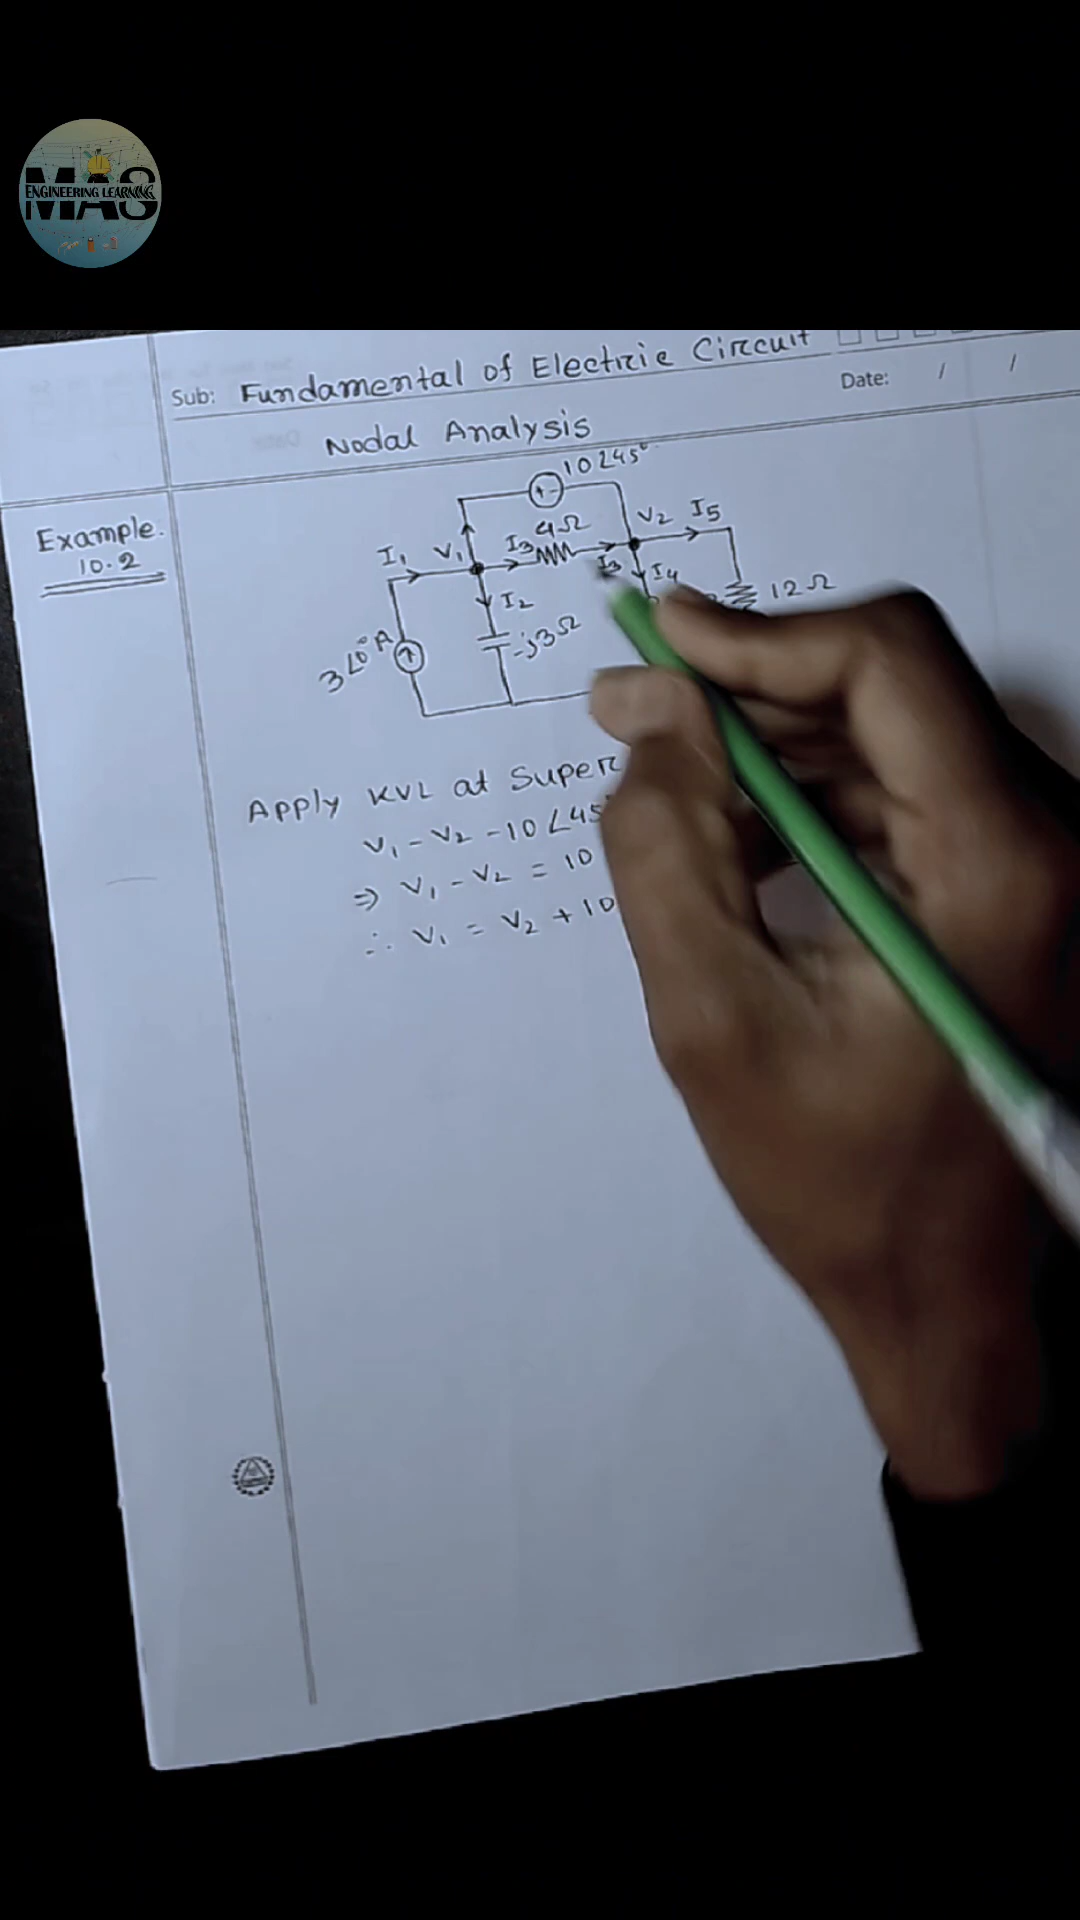 MAS
ENGINEERING LEARNING
Sub: Fundamental of Electric Circuit
Date: / /
Nodal Analysis
Example.
10.2
10∠45°
4Ω
I₁ V₁ I₃ I₃ V₂ I₅
I₂ I₄
3∠0°A
-j3Ω
12Ω
Apply KVL at Super
V₁ - V₂ - 10∠45°
⇒ V₁ - V₂ = 10
∴ V₁ = V₂ + 10